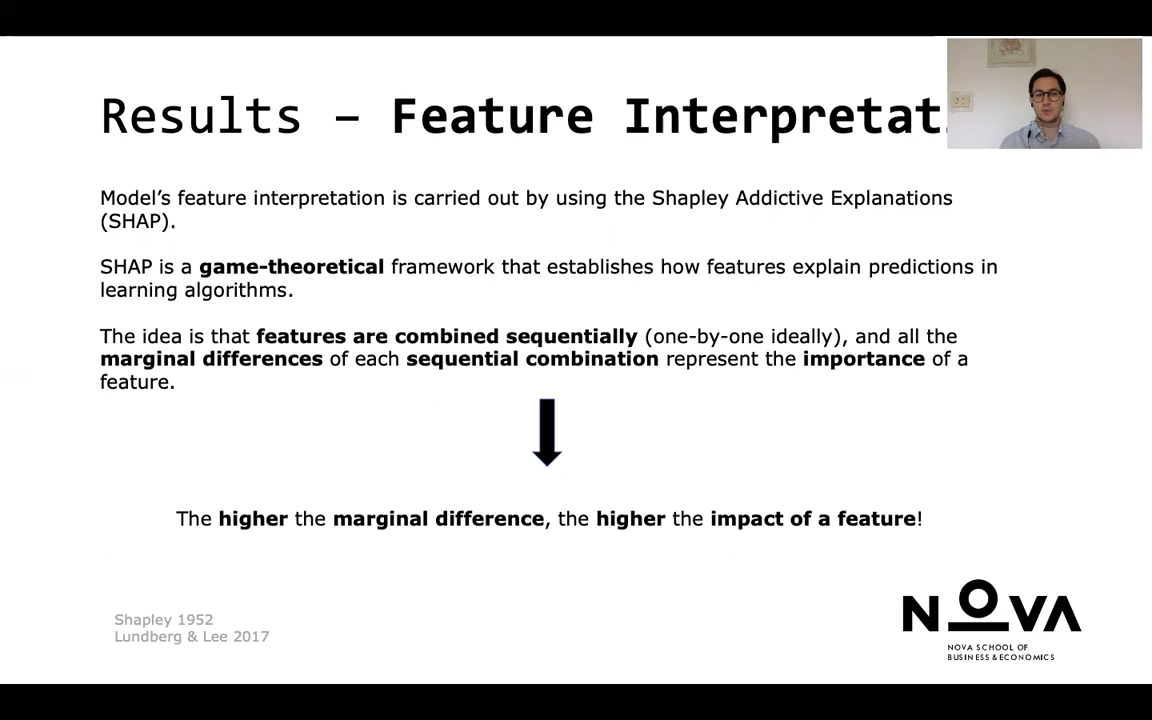 Results – Feature Interpretat
Model’s feature interpretation is carried out by using the Shapley Addictive Explanations
(SHAP).
SHAP is a game-theoretical framework that establishes how features explain predictions in
learning algorithms.
The idea is that features are combined sequentially (one-by-one ideally), and all the
marginal differences of each sequential combination represent the importance of a
feature.
The higher the marginal difference, the higher the impact of a feature!
Shapley 1952
Lundberg & Lee 2017
NOVA
NOVA SCHOOL OF
BUSINESS & ECONOMICS